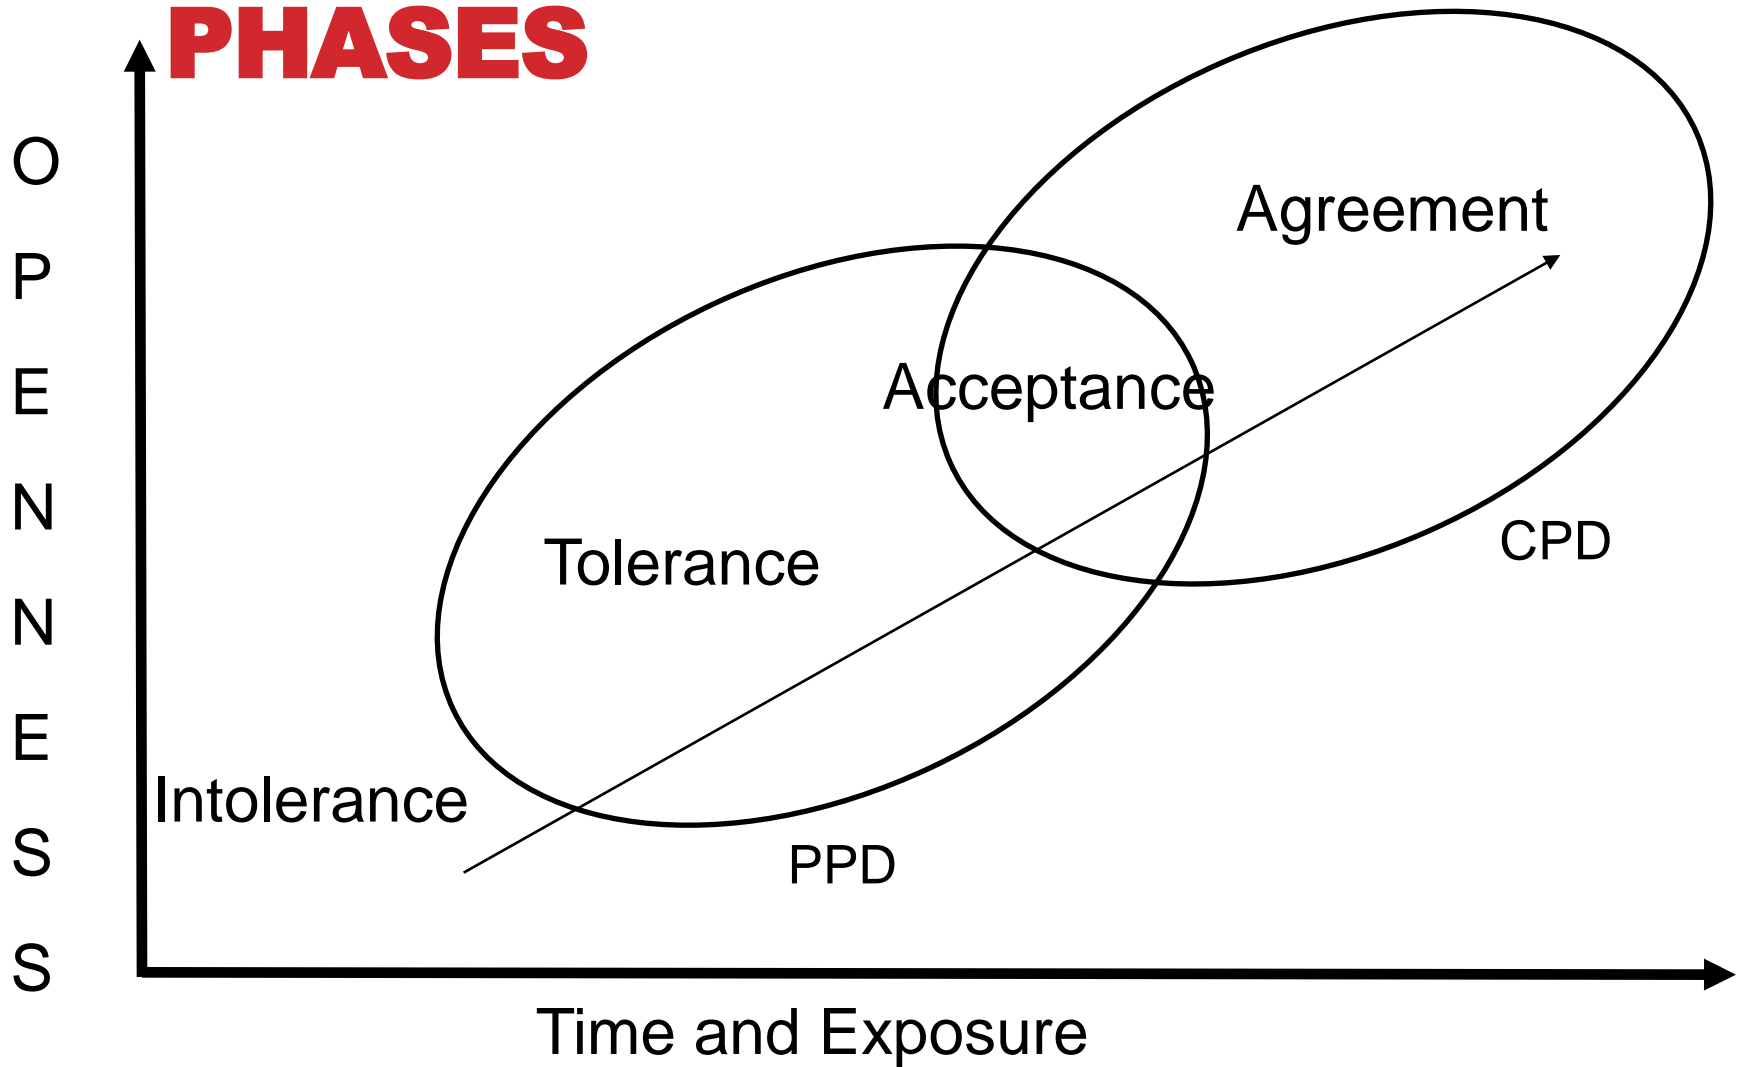 PHASES
O
P
E
N
N
E
S
S
Agreement
Acceptance
CPD
Tolerance
Intolerance
PPD
Time and Exposure